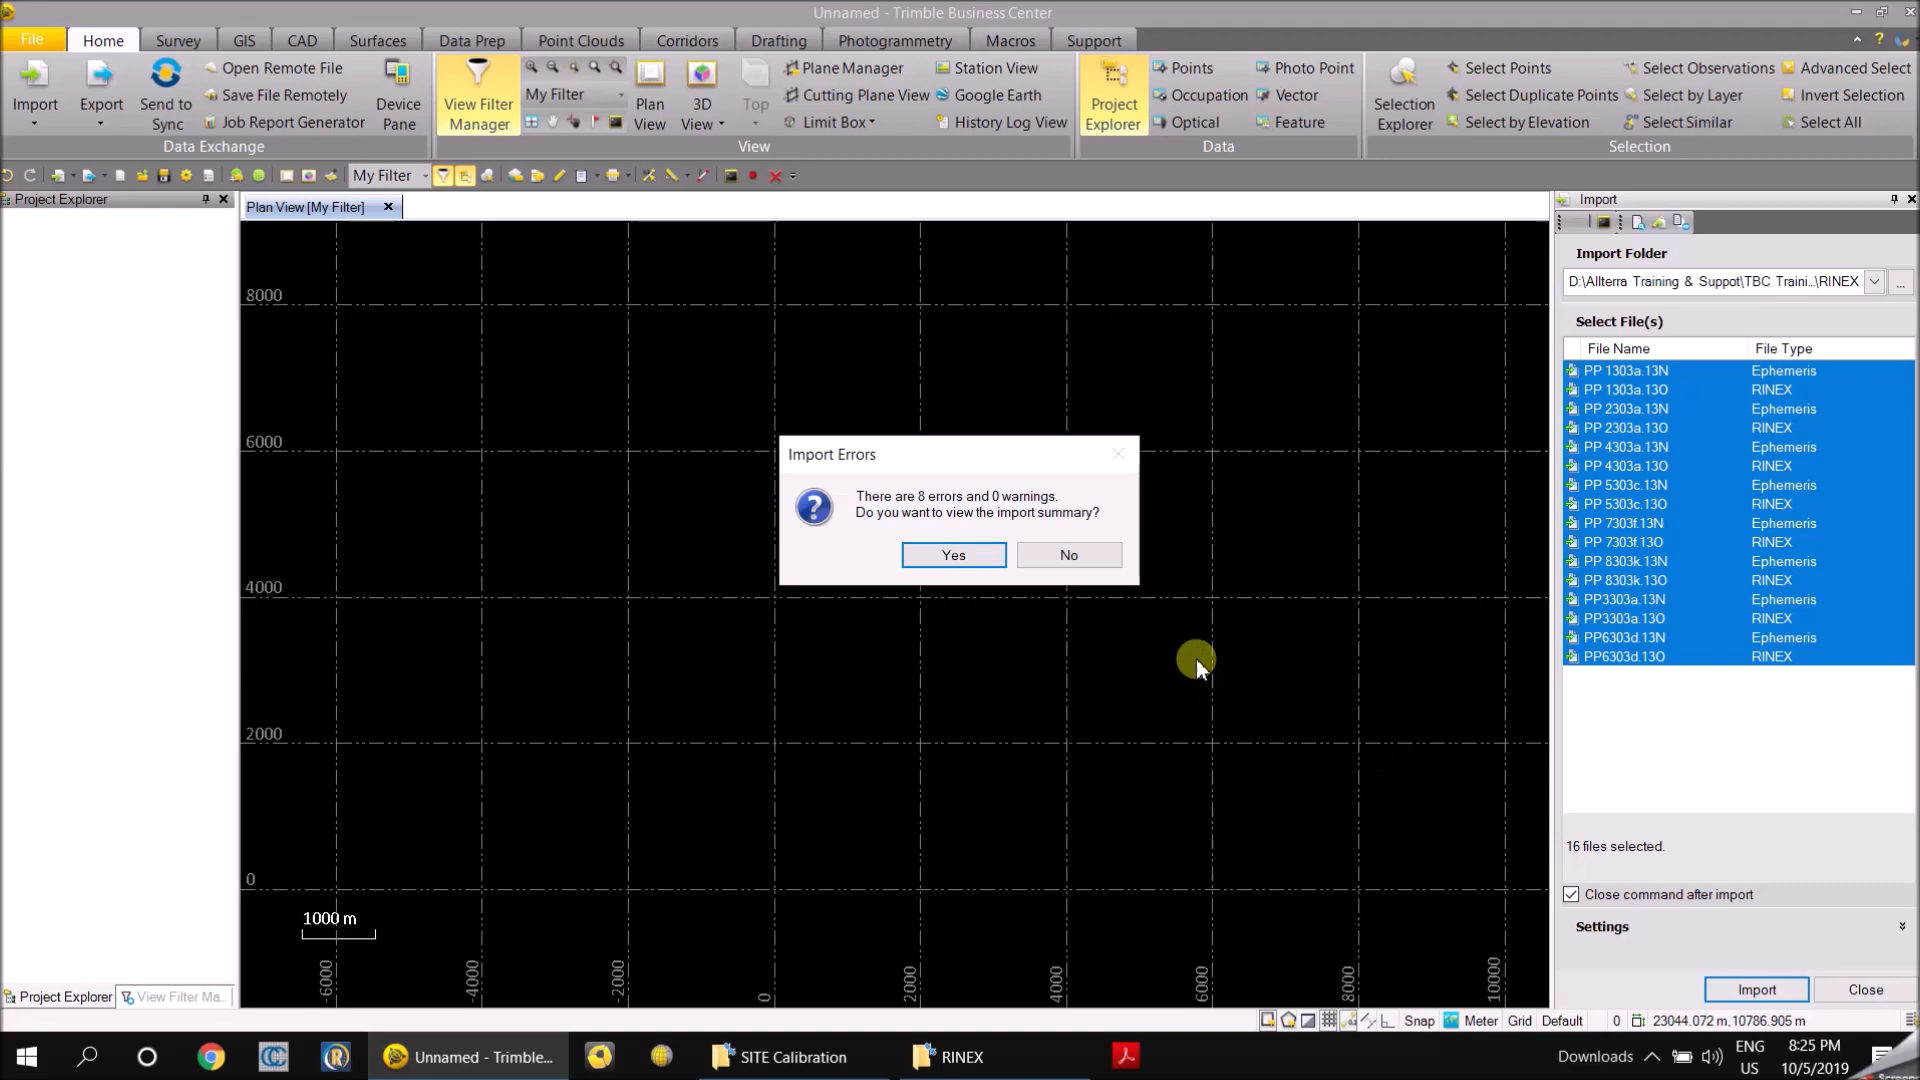 Unnamed - Trimble Business Center
File
Home
Survey
GIS
CAD
Surfaces
Data Prep
Point Clouds
Corridors
Drafting
Photogrammetry
Macros
Support
Import
Export
Send to
Sync
Open Remote File
Save File Remotely
Job Report Generator
Device
Pane
Data Exchange
View Filter
Manager
My Filter
Plan
View
3D
View
Top
Plane Manager
Cutting Plane View
Limit Box
Station View
Google Earth
History Log View
View
Project
Explorer
Points
Occupation
Optical
Photo Point
Vector
Feature
Data
Selection
Explorer
Select Points
Select Duplicate Points
Select by Elevation
Select Observations
Select by Layer
Select Similar
Advanced Select
Invert Selection
Select All
Selection
My Filter
Project Explorer
Plan View [My Filter]
8000
6000
4000
2000
0
1000 m
-6000
-4000
-2000
0
2000
4000
6000
8000
10000
Import Errors
There are 8 errors and 0 warnings.
Do you want to view the import summary?
Yes
No
Import
Import Folder
D:\Allterra Training & Suppot\TBC Traini...\RINEX
...
Select File(s)
File Name File Type
PP 1303a.13N Ephemeris
PP 1303a.13O RINEX
PP 2303a.13N Ephemeris
PP 2303a.13O RINEX
PP 4303a.13N Ephemeris
PP 4303a.13O RINEX
PP 5303c.13N Ephemeris
PP 5303c.13O RINEX
PP 7303f.13N Ephemeris
PP 7303f.13O RINEX
PP 8303k.13N Ephemeris
PP 8303k.13O RINEX
PP3303a.13N Ephemeris
PP3303a.13O RINEX
PP6303d.13N Ephemeris
PP6303d.13O RINEX
16 files selected.
Close command after import
Settings
Import
Close
Project Explorer
View Filter Ma...
Snap
Meter
Grid
Default
0
23044.072 m,10786.905 m
Unnamed - Trimble...
SITE Calibration
RINEX
Downloads
ENG
US
8:25 PM
10/5/2019